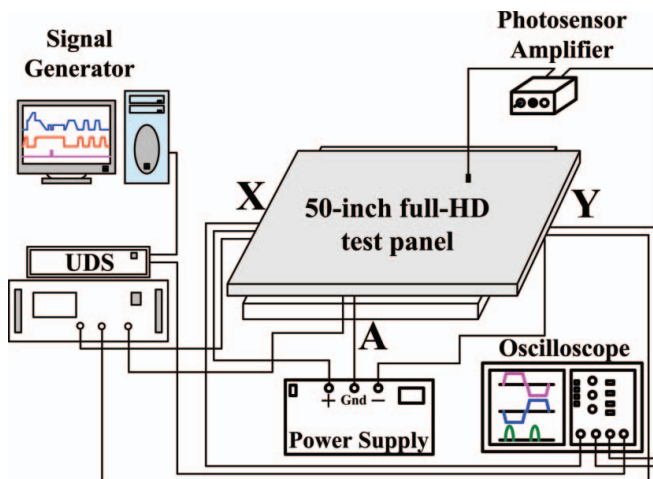 Signal
Generator
Photosensor
Amplifier
X
50-inch full-HD
test panel
Y
UDS
A
Oscilloscope
+ Gnd −
Power Supply